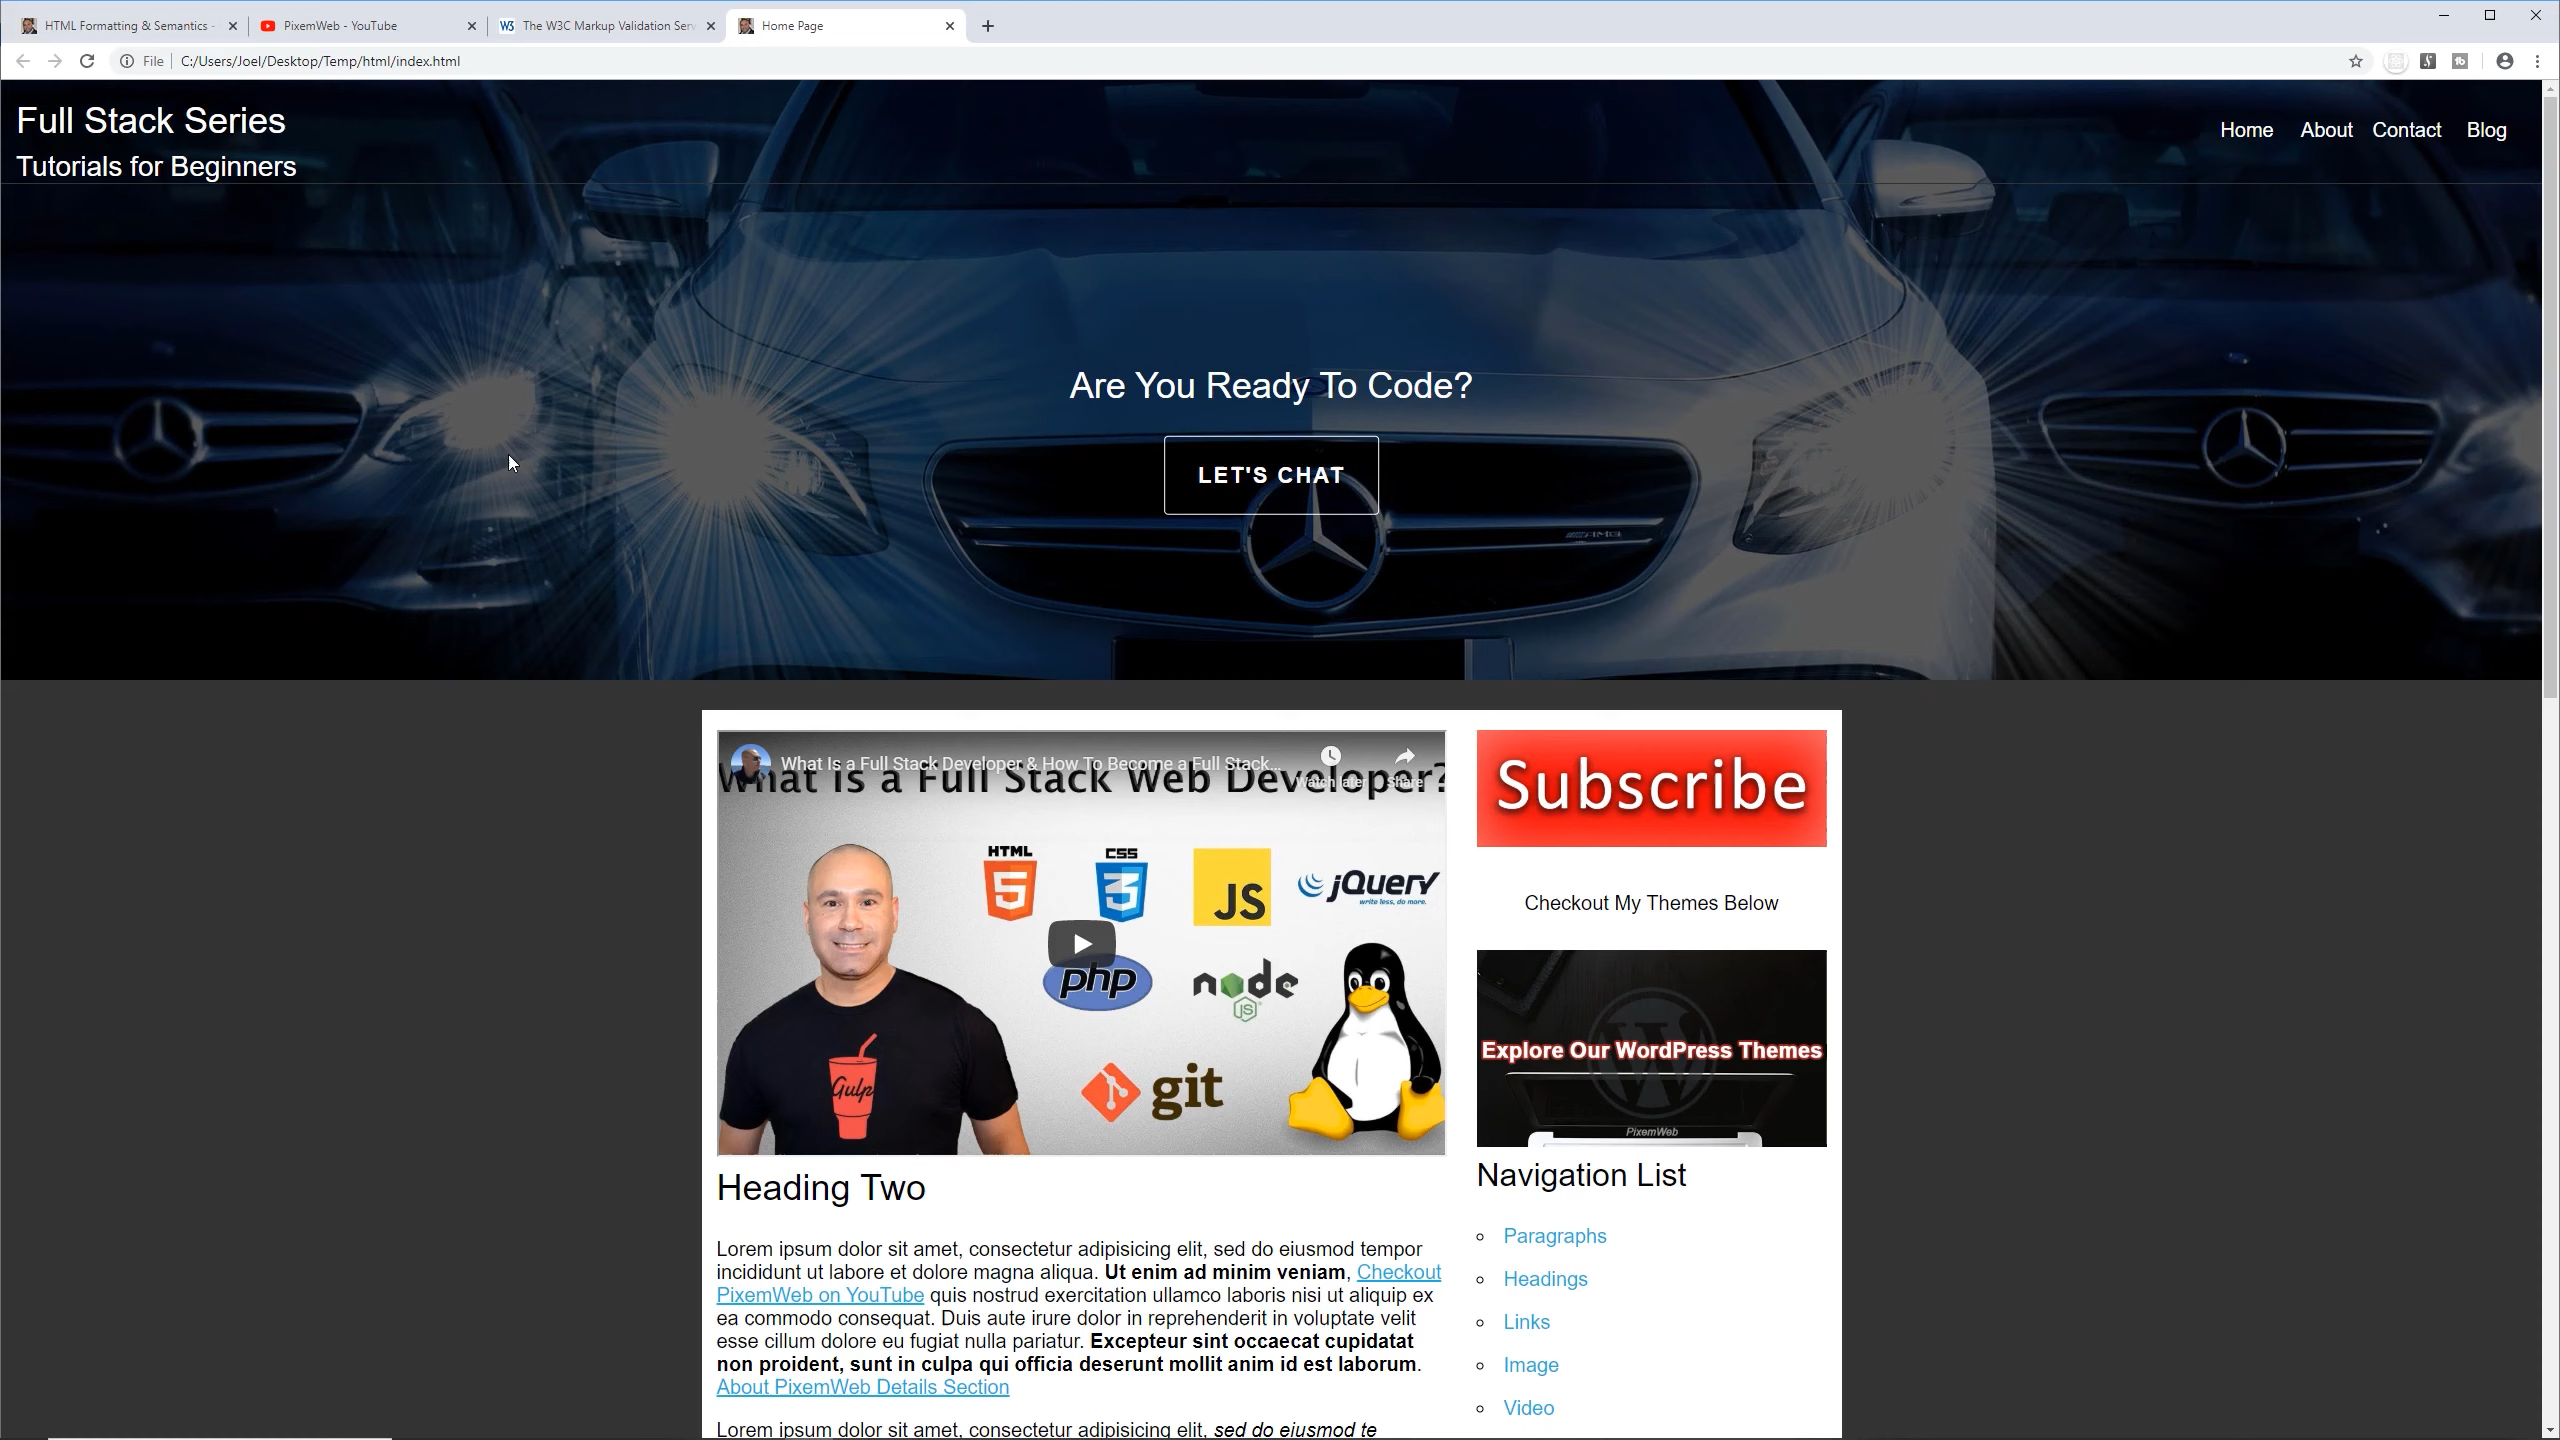 HTML Formatting & Semantics -
PixemWeb - YouTube
The W3C Markup Validation Serv
Home Page
File
C:/Users/Joel/Desktop/Temp/html/index.html
Full Stack Series
Tutorials for Beginners
Home
About
Contact
Blog
Are You Ready To Code?
LET'S CHAT
AMG
What Is a Full Stack Developer & How To Become a Full Stack...
Watch later
Share
What is a Full Stack Web Developer?
HTML
5
CSS
3
JS
jQuery
write less, do more.
php
node
JS
Gulp
git
Subscribe
Checkout My Themes Below
Explore Our WordPress Themes
PixemWeb
Heading Two
Lorem ipsum dolor sit amet, consectetur adipisicing elit, sed do eiusmod tempor
incididunt ut labore et dolore magna aliqua. Ut enim ad minim veniam, Checkout
PixemWeb on YouTube quis nostrud exercitation ullamco laboris nisi ut aliquip ex
ea commodo consequat. Duis aute irure dolor in reprehenderit in voluptate velit
esse cillum dolore eu fugiat nulla pariatur. Excepteur sint occaecat cupidatat
non proident, sunt in culpa qui officia deserunt mollit anim id est laborum.
About PixemWeb Details Section
Lorem ipsum dolor sit amet, consectetur adipisicing elit, sed do eiusmod te
Navigation List
Paragraphs
Headings
Links
Image
Video